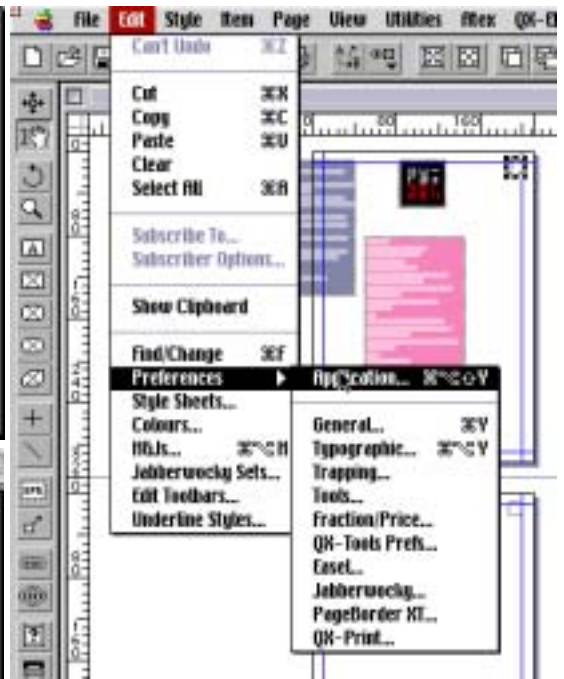 File Edit Style Item Page View Utilities
Can't Undo ⌘Z
Cut ⌘X
Copy ⌘C
Paste ⌘V
Clear
Select All ⌘A
Subscribe To...
Subscriber Options...
Show Clipboard
Find/Change ⌘F
Preferences
Style Sheets...
Colours...
H&Js... ⌘⌥H
Jabberwocky Sets...
Edit Toolbars...
Underline Styles...
Application... ⌘⌥⇧Y
General... ⌘Y
Typographic... ⌘⌥Y
Trapping...
Tools...
Fraction/Price...
QX-Tools Prefs...
Easel...
Jabberwocky...
PageBorder XT...
QX-Print...